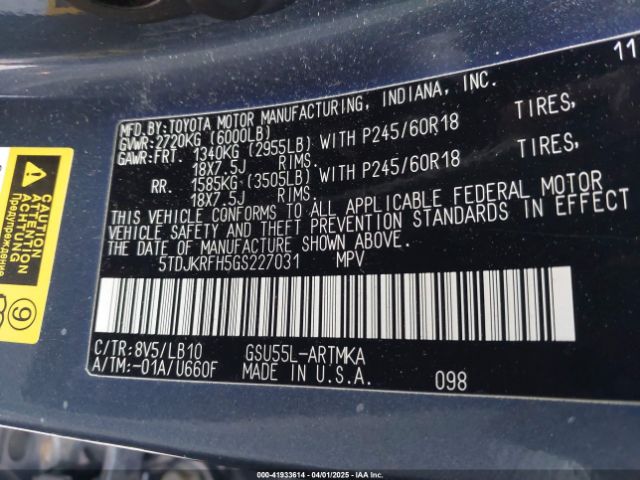 11
MFD.BY:TOYOTA MOTOR MANUFACTURING, INDIANA, INC.
GVWR:2720KG (6000LB)
GAWR:FRT. 1340KG (2955LB) WITH P245/60R18 TIRES,
18X7.5J RIMS.
RR. 1585KG (3505LB) WITH P245/60R18 TIRES,
18X7.5J RIMS.
THIS VEHICLE CONFORMS TO ALL APPLICABLE FEDERAL MOTOR
VEHICLE SAFETY AND THEFT PREVENTION STANDARDS IN EFFECT ON
THE DATE OF MANUFACTURE SHOWN ABOVE.
5TDJKRFH5GS227031 MPV
C/TR:8V5/LB10 GSU55L-ARTMKA
A/TM:-01A/U660F MADE IN U.S.A. 098
CAUTION
ATTENTION
ACHTUNG
Предупреждение
9
000-41933614 - 04/01/2025 - IAAI.COM